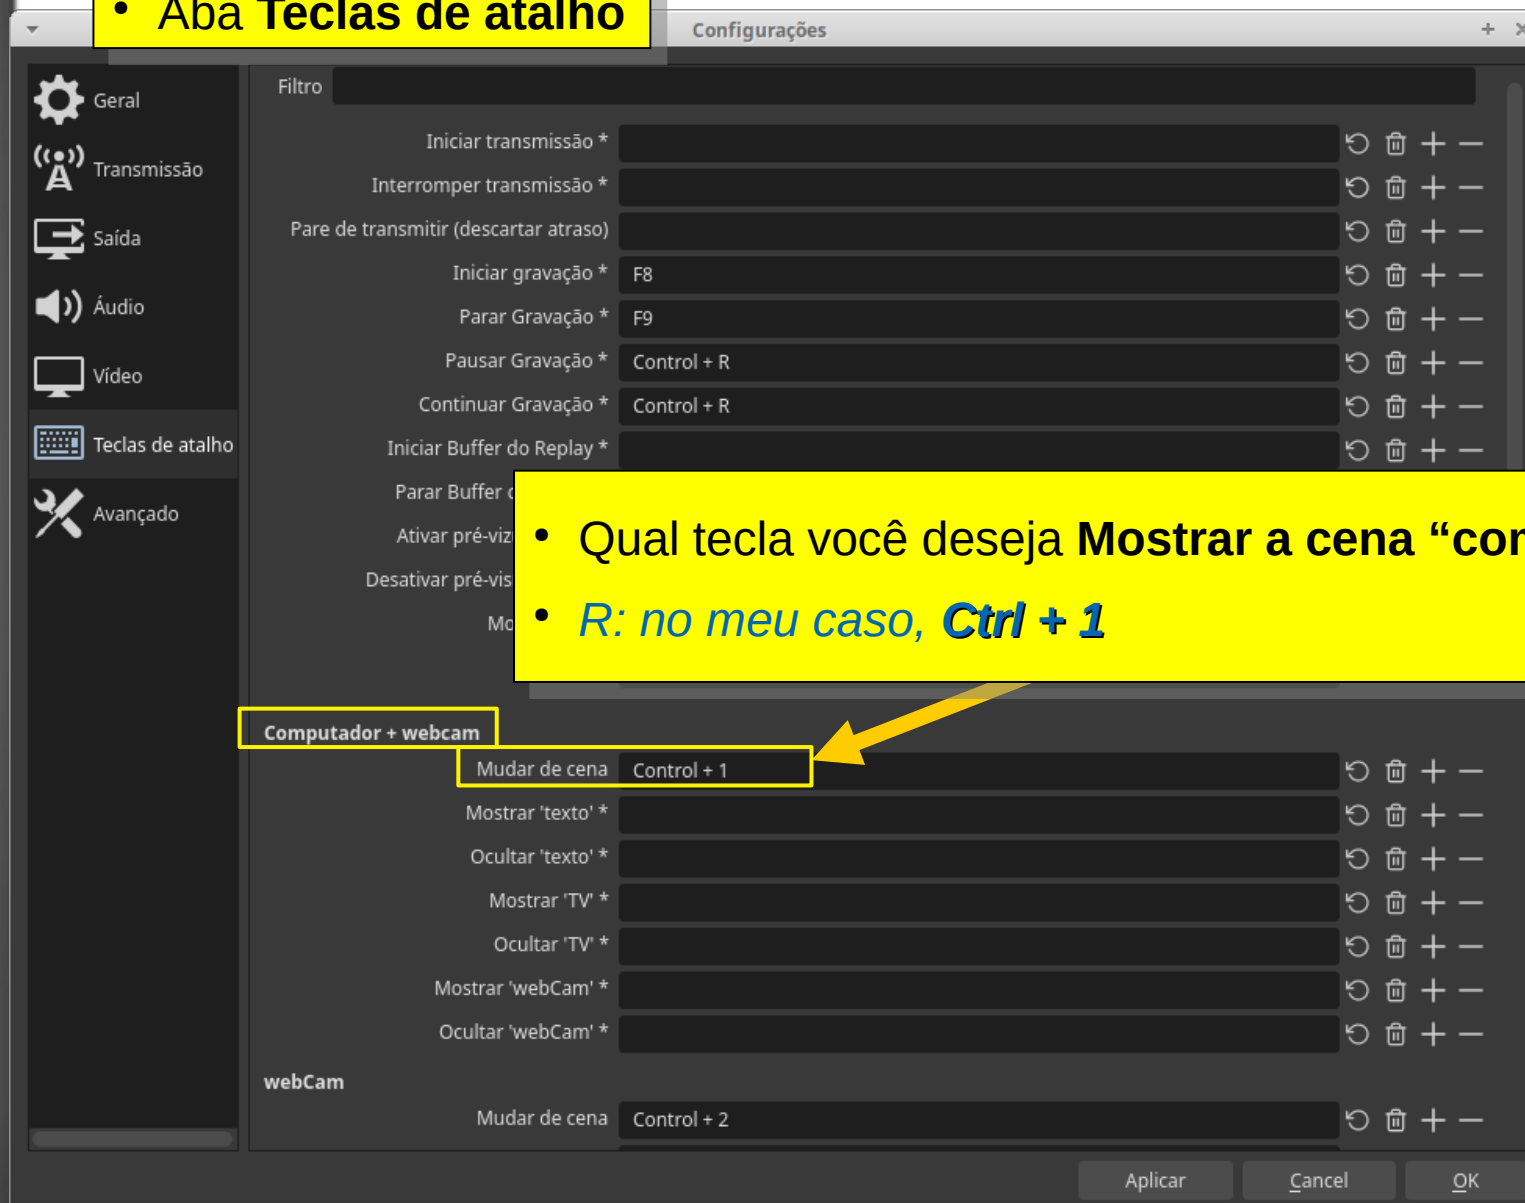 • Aba Teclas de atalho
Configurações
Geral
Transmissão
Saída
Áudio
Vídeo
Teclas de atalho
Avançado
Filtro
Iniciar transmissão *
Interromper transmissão *
Pare de transmitir (descartar atraso)
Iniciar gravação * F8
Parar Gravação * F9
Pausar Gravação * Control + R
Continuar Gravação * Control + R
Iniciar Buffer do Replay *
Parar Buffer
Ativar
Desativar
• Qual tecla você deseja Mostrar a cena
• R: no meu caso, Ctrl + 1
Computador + webcam
Mudar de cena Control + 1
Mostrar 'texto' *
Ocultar 'texto' *
Mostrar 'TV' *
Ocultar 'TV' *
Mostrar 'webCam' *
Ocultar 'webCam' *
webCam
Mudar de cena Control + 2
Aplicar
Cancel
OK